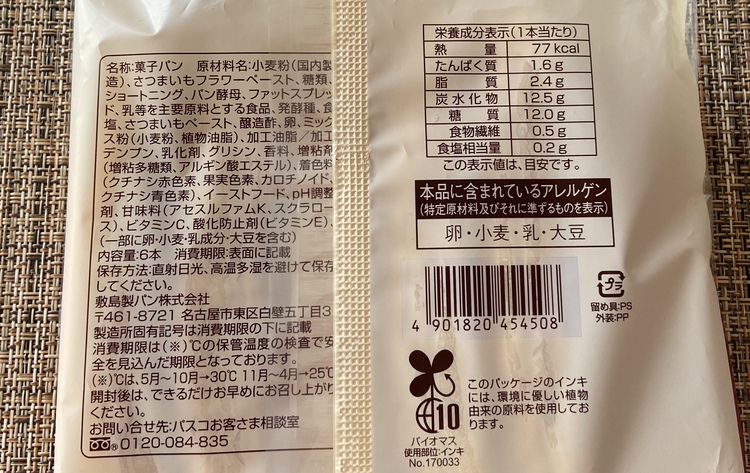 名称:菓子パン 原材料名:小麦粉(国内製
造)、さつまいもフラワーペースト、糖類、
ショートニング、パン酵母、ファットスプレッ
ド、乳等を主要原料とする食品、発酵種、食
塩、さつまいもペースト、醸造酢、卵、ミック
ス粉(小麦粉、植物油脂)、加工油脂/加工
デンプン、乳化剤、グリシン、香料、増粘剤
(増粘多糖類、アルギン酸エステル)、着色料
(クチナシ赤色素、果実色素、カロチノイド、
クチナシ青色素)、イーストフード、pH調整
剤、甘味料(アセスルファムK、スクラロー
ス)、ビタミンC、酸化防止剤(ビタミンE)、
(一部に卵・小麦・乳成分・大豆を含む)
内容量:6本 消費期限:表面に記載
保存方法:直射日光、高温多湿を避けて保存
してください。
敷島製パン株式会社
〒461-8721 名古屋市東区白壁五丁目3
製造所固有記号は消費期限の下に記載
消費期限は(※)℃の保管温度の検査で安
全を見込んだ期限となっております。
(※)℃は、5月〜10月→30℃ 11月〜4月→25℃
開封後は、できるだけお早めにお召し上がり
ください。
お問い合せ先:パスコお客さま相談室
0120-084-835
栄養成分表示(1本当たり)
熱量 77kcal
たんぱく質 1.6g
脂質 2.4g
炭水化物 12.5g
糖質 12.0g
食物繊維 0.5g
食塩相当量 0.2g
この表示値は、目安です。
本品に含まれているアレルゲン
(特定原材料及びそれに準ずるものを表示)
卵・小麦・乳・大豆
4 901820 454508
プラ
留め具:PS
外装:PP
10
バイオマス
使用部位:インキ
No.170033
このパッケージのインキ
には、環境に優しい植物
由来の原料を使用してお
ります。